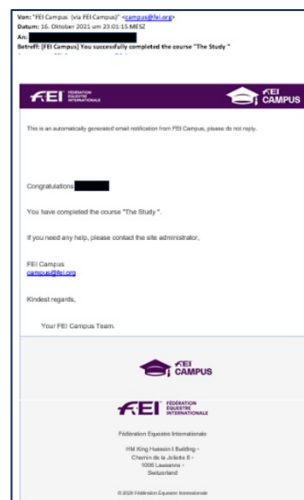 Von: "FEI Campus (via FEI Campus)" <campus@fei.org>
Datum: 16. Oktober 2021 um 23:01:15 MESZ
An:
Betreff: [FEI Campus] You successfully completed the course "The Study "
FEI FÉDÉRATION EQUESTRE INTERNATIONALE
FEI CAMPUS
This is an automatically generated email notification from FEI Campus, please do not reply.
Congratulations
You have completed the course "The Study ".
If you need any help, please contact the site administrator,
FEI Campus
campus@fei.org
Kindest regards,
Your FEI Campus Team.
FEI CAMPUS
FEI FÉDÉRATION EQUESTRE INTERNATIONALE
Fédération Equestre Internationale
HM King Hussein I Building -
Chemin de la Joliette 8 -
1006 Lausanne -
Switzerland
© 2020 Fédération Equestre Internationale